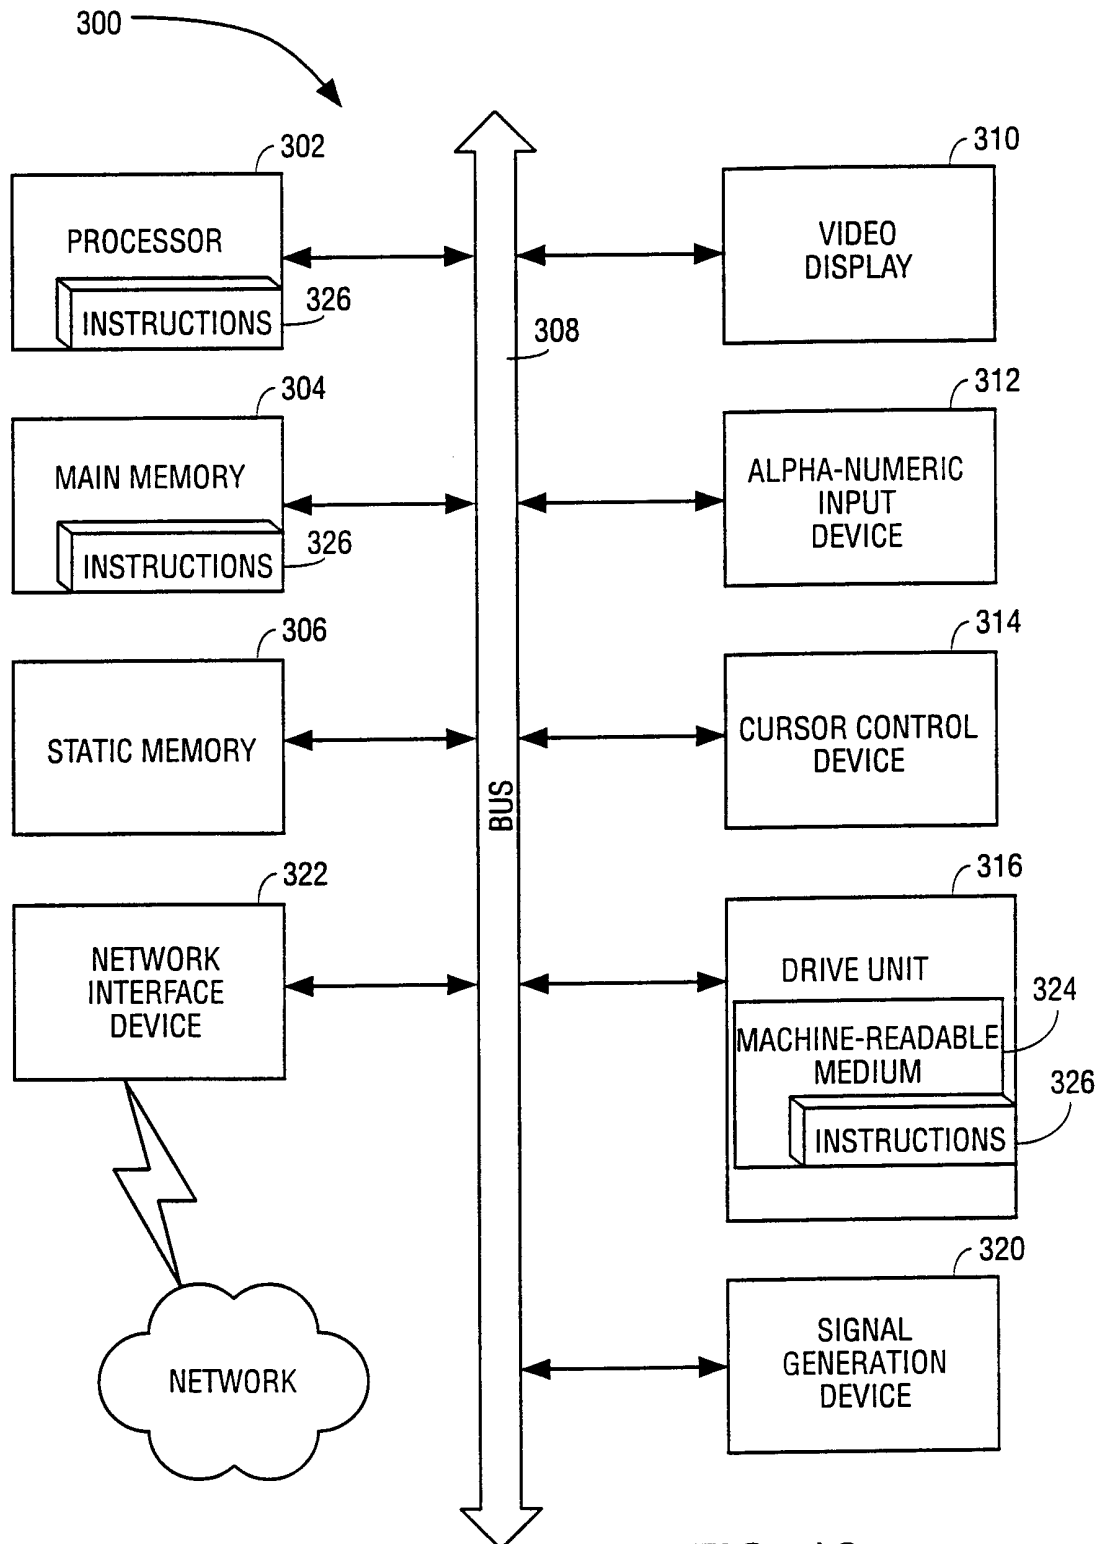 300
302
PROCESSOR
INSTRUCTIONS
326
304
MAIN MEMORY
INSTRUCTIONS
326
306
STATIC MEMORY
322
NETWORK
INTERFACE
DEVICE
NETWORK
308
BUS
310
VIDEO
DISPLAY
312
ALPHA-NUMERIC
INPUT
DEVICE
314
CURSOR CONTROL
DEVICE
316
DRIVE UNIT
324
MACHINE-READABLE
MEDIUM
326
INSTRUCTIONS
320
SIGNAL
GENERATION
DEVICE